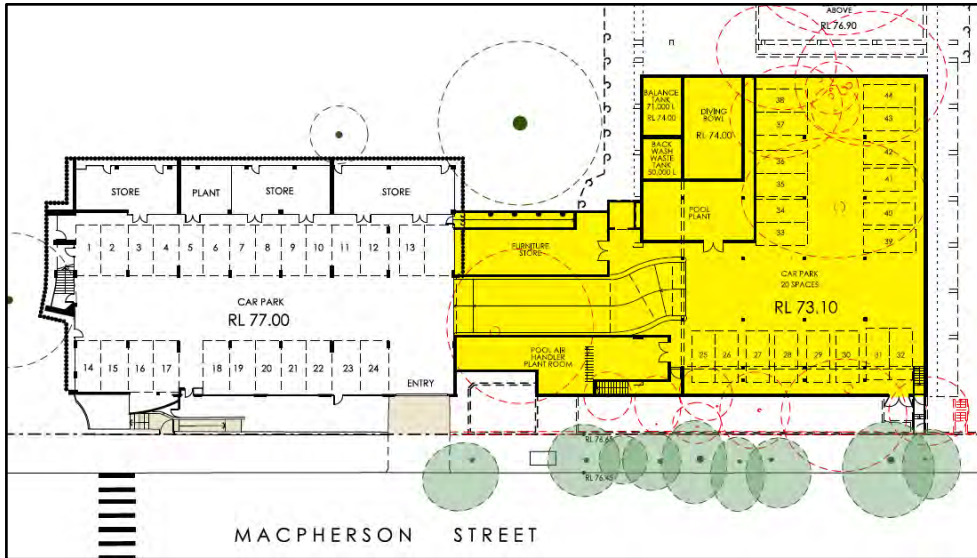 ABOVE
RL 76.90
BALANCE
TANK
71,000 L
RL 74.00
DIVING
BOWL
RL 74.00
BACK
WASH
WASTE
TANK
50,000 L
38
37
36
35
34
33
44
43
42
41
40
39
STORE
PLANT
STORE
STORE
POOL
PLANT
1 2 3 4 5 6 7 8 9 10 11 12 13
FURNITURE
STORE
CAR PARK
RL 77.00
CAR PARK
20 SPACES
RL 73.10
POOL AIR
HANDLER
PLANT ROOM
14 15 16 17 18 19 20 21 22 23 24
25 26 27 28 29 30 31 32
ENTRY
RL 76.65
RL 76.45
MACPHERSON STREET